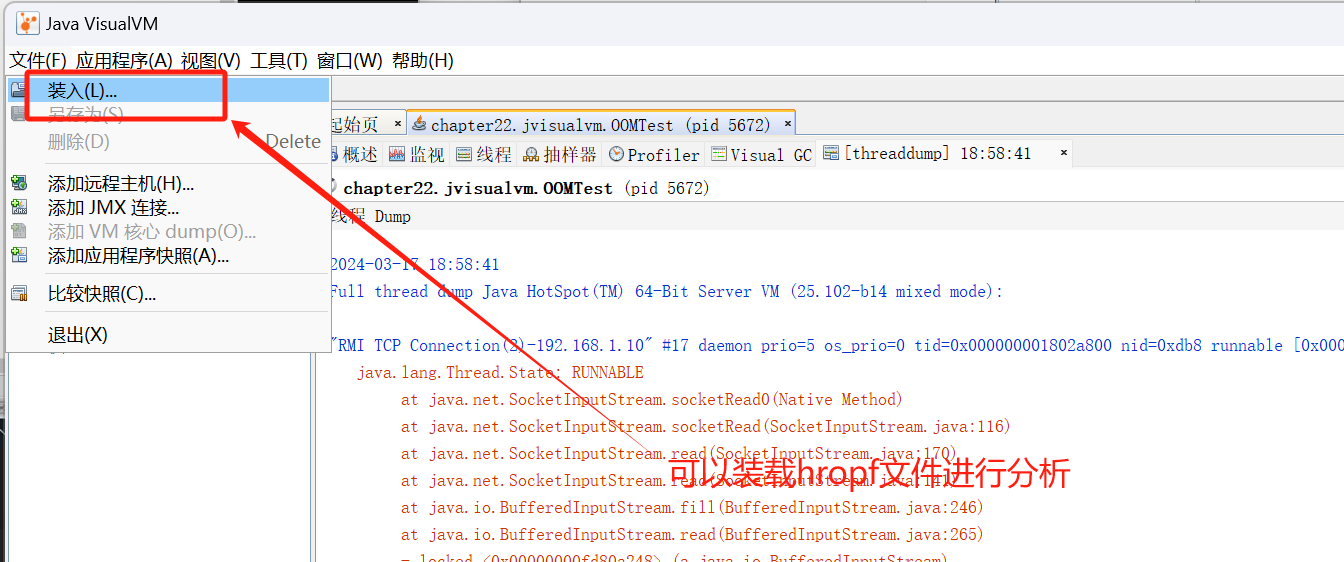 Java VisualVM
文件(F) 应用程序(A) 视图(V) 工具(T) 窗口(W) 帮助(H)
装入(L)...
另存为(S)
删除(D) Delete
添加远程主机(H)...
添加 JMX 连接...
添加 VM 核心 dump(O)...
添加应用程序快照(A)...
比较快照(C)...
退出(X)
起始页 × chapter22.jvisualvm.OOMTest (pid 5672) ×
概述 监视 线程 抽样器 Profiler Visual GC [threaddump] 18:58:41 ×
chapter22.jvisualvm.OOMTest (pid 5672)
线程 Dump
2024-03-17 18:58:41
Full thread dump Java HotSpot(TM) 64-Bit Server VM (25.102-b14 mixed mode):
"RMI TCP Connection(2)-192.168.1.10" #17 daemon prio=5 os_prio=0 tid=0x000000001802a800 nid=0xdb8 runnable [0x000
java.lang.Thread.State: RUNNABLE
at java.net.SocketInputStream.socketRead0(Native Method)
at java.net.SocketInputStream.socketRead(SocketInputStream.java:116)
at java.net.SocketInputStream.read(SocketInputStream.java:170)
at java.net.SocketInputStream.read(SocketInputStream.java:141)
可以装载hropf文件进行分析
at java.io.BufferedInputStream.fill(BufferedInputStream.java:246)
at java.io.BufferedInputStream.read(BufferedInputStream.java:265)
- locked <0x00000000fd80a248> (a java.io.BufferedInputStream)